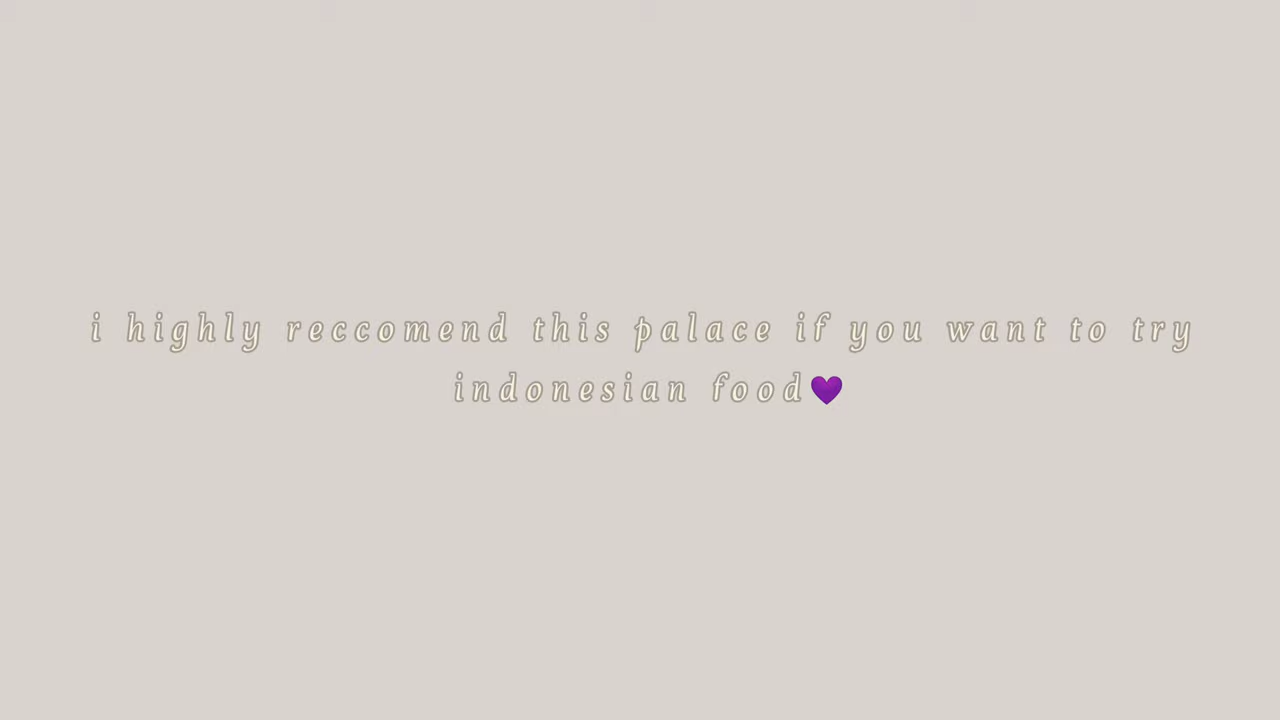 i highly reccomend this palace if you want to try
indonesian food💜